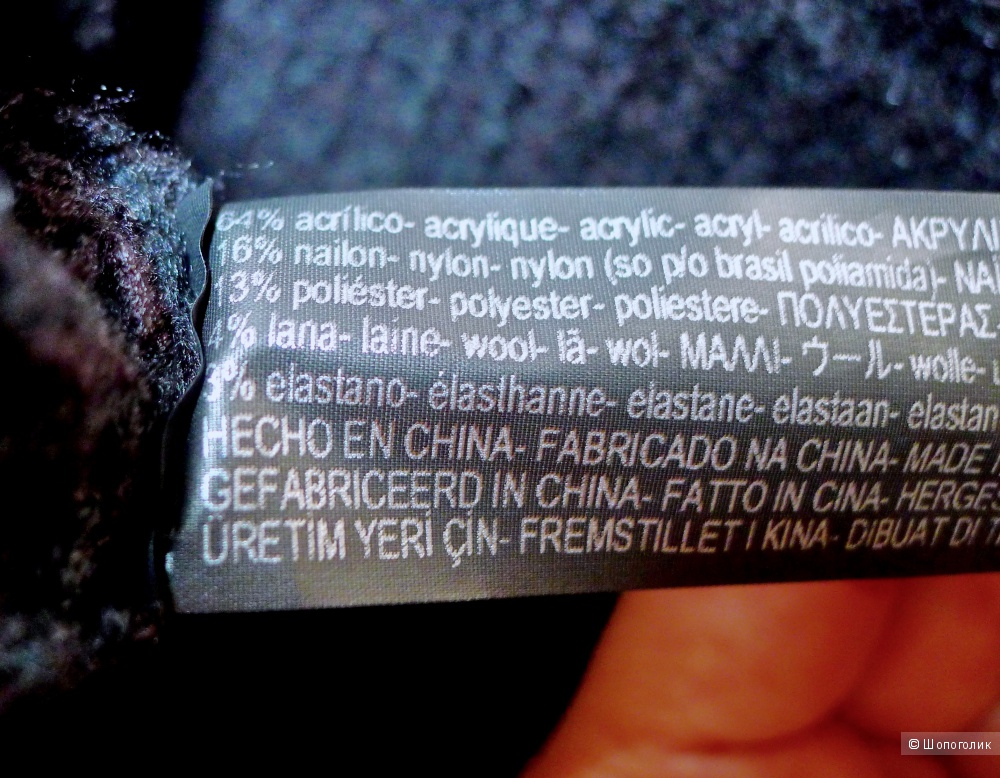 64% acrílico- acrylique- acrylic- acryl- acrilico- ΑΚΡΥΛΙ
16% nailon- nylon- nylon (so p/o brasil poliamida)- NAÏ
13% poliéster- polyester- poliestere- ΠΟΛΥΕΣΤΕΡΑΣ-
4% lana- laine- wool- lã- wol- ΜΑΛΛΙ- ウール- wolle-
3% elastano- élasthanne- elastane- elastaan- elastan
HECHO EN CHINA- FABRICADO NA CHINA- MADE
GEFABRICEERD IN CHINA- FATTO IN CINA- HERGES
ÜRETİM YERİ ÇİN- FREMSTILLET I KINA- DIBUAT DI
© Шопоголик